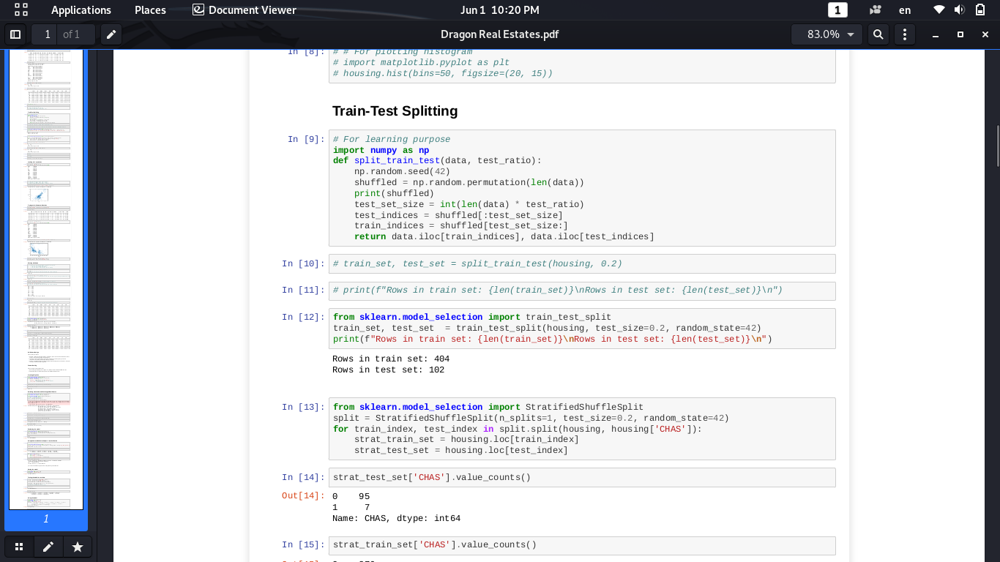 Applications Places Document Viewer Jun 1 10:20 PM 1 en
1 of 1 Dragon Real Estates.pdf 83.0%
In [8]: # # For plotting histogram
# import matplotlib.pyplot as plt
# housing.hist(bins=50, figsize=(20, 15))
Train-Test Splitting
In [9]: # For learning purpose
import numpy as np
def split_train_test(data, test_ratio):
    np.random.seed(42)
    shuffled = np.random.permutation(len(data))
    print(shuffled)
    test_set_size = int(len(data) * test_ratio)
    test_indices = shuffled[:test_set_size]
    train_indices = shuffled[test_set_size:]
    return data.iloc[train_indices], data.iloc[test_indices]
In [10]: # train_set, test_set = split_train_test(housing, 0.2)
In [11]: # print(f"Rows in train set: {len(train_set)}\nRows in test set: {len(test_set)}\n")
In [12]: from sklearn.model_selection import train_test_split
train_set, test_set  = train_test_split(housing, test_size=0.2, random_state=42)
print(f"Rows in train set: {len(train_set)}\nRows in test set: {len(test_set)}\n")
Rows in train set: 404
Rows in test set: 102
In [13]: from sklearn.model_selection import StratifiedShuffleSplit
split = StratifiedShuffleSplit(n_splits=1, test_size=0.2, random_state=42)
for train_index, test_index in split.split(housing, housing['CHAS']):
    strat_train_set = housing.loc[train_index]
    strat_test_set = housing.loc[test_index]
In [14]: strat_test_set['CHAS'].value_counts()
Out[14]: 0    95
1     7
Name: CHAS, dtype: int64
In [15]: strat_train_set['CHAS'].value_counts()
1